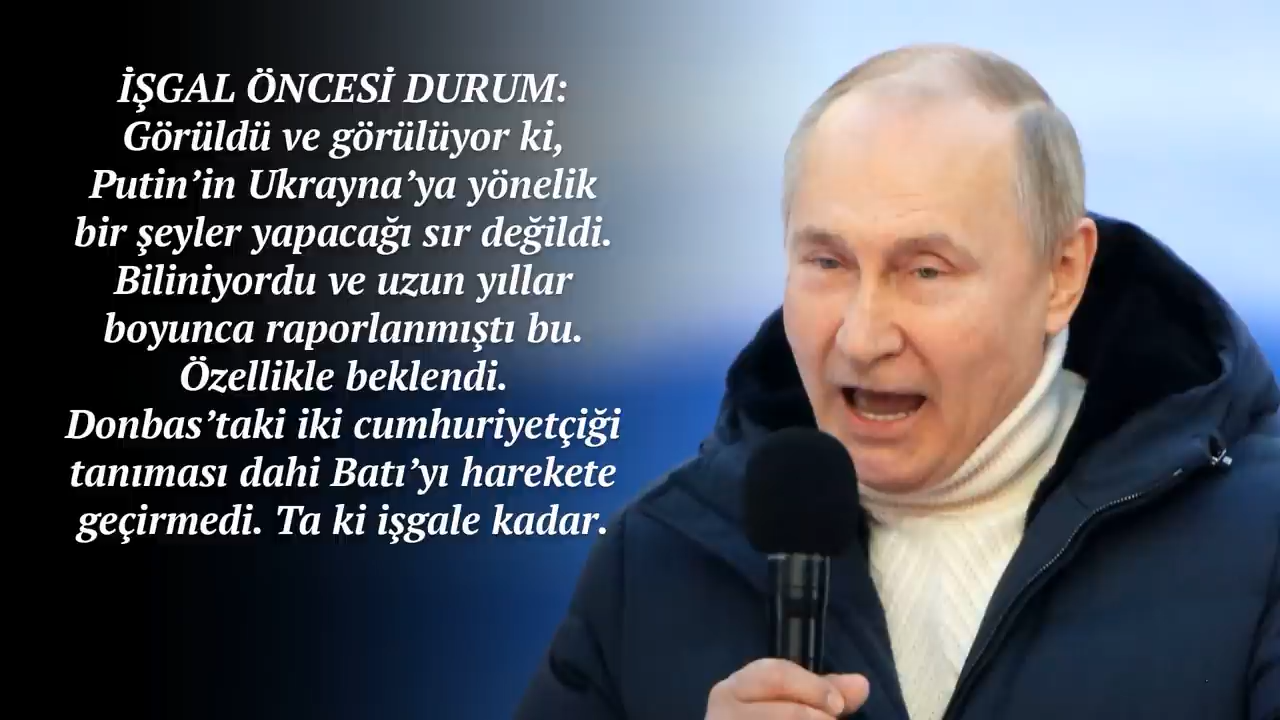 İŞGAL ÖNCESİ DURUM:
Görüldü ve görülüyor ki,
Putin’in Ukrayna’ya yönelik
bir şeyler yapacağı sır değildi.
Biliniyordu ve uzun yıllar
boyunca raporlanmıştı bu.
Özellikle beklendi.
Donbas’taki iki cumhuriyetçiği
tanıması dahi Batı’yı harekete
geçirmedi. Ta ki işgale kadar.